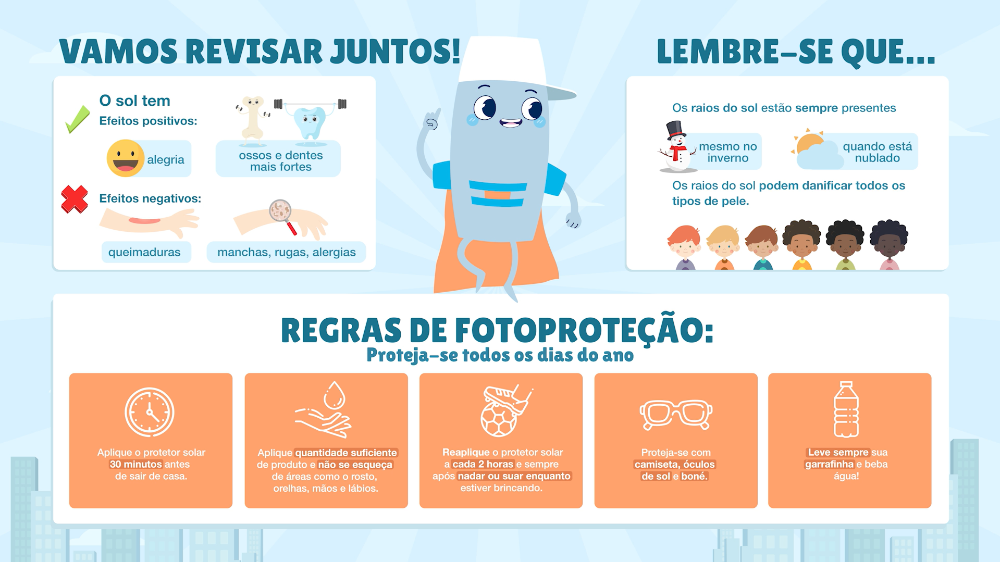 VAMOS REVISAR JUNTOS!
O sol tem
Efeitos positivos:
alegria
ossos e dentes
mais fortes
Efeitos negativos:
queimaduras
manchas, rugas, alergias
LEMBRE-SE QUE...
Os raios do sol estão sempre presentes
mesmo no
inverno
quando está
nublado
Os raios do sol podem danificar todos os
tipos de pele.
REGRAS DE FOTOPROTEÇÃO:
Proteja-se todos os dias do ano
Aplique o protetor solar
30 minutos antes
de sair de casa.
Aplique quantidade suficiente
de produto e não se esqueça
de áreas como o rosto,
orelhas, mãos e lábios.
Reaplique o protetor solar
a cada 2 horas e sempre
após nadar ou suar enquanto
estiver brincando.
Proteja-se com
camiseta, óculos
de sol e boné.
Leve sempre sua
garrafinha e beba
água!